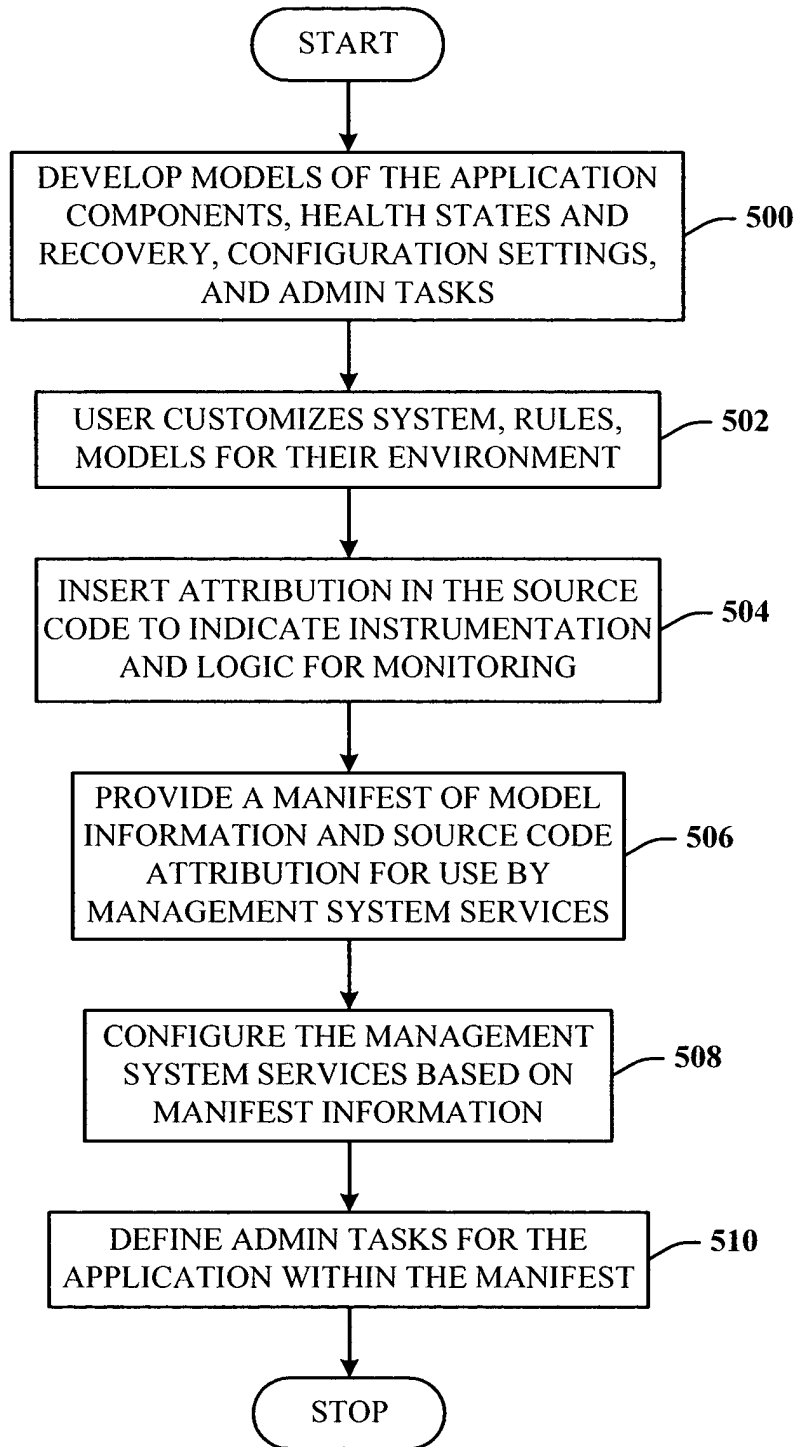 START
DEVELOP MODELS OF THE APPLICATION
COMPONENTS, HEALTH STATES AND
RECOVERY, CONFIGURATION SETTINGS,
AND ADMIN TASKS
500
USER CUSTOMIZES SYSTEM, RULES,
MODELS FOR THEIR ENVIRONMENT
502
INSERT ATTRIBUTION IN THE SOURCE
CODE TO INDICATE INSTRUMENTATION
AND LOGIC FOR MONITORING
504
PROVIDE A MANIFEST OF MODEL
INFORMATION AND SOURCE CODE
ATTRIBUTION FOR USE BY
MANAGEMENT SYSTEM SERVICES
506
CONFIGURE THE MANAGEMENT
SYSTEM SERVICES BASED ON
MANIFEST INFORMATION
508
DEFINE ADMIN TASKS FOR THE
APPLICATION WITHIN THE MANIFEST
510
STOP